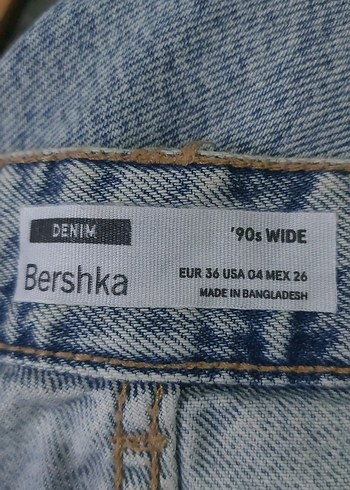 DENIM
'90s WIDE
Bershka
EUR 36 USA 04 MEX 26
MADE IN BANGLADESH